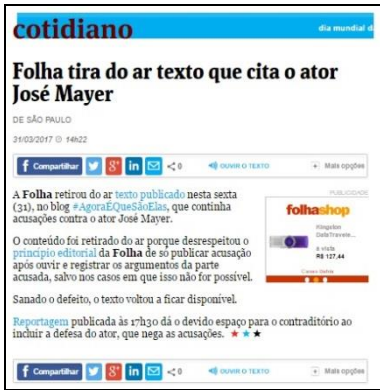 cotidiano
dia mundial d
Folha tira do ar texto que cita o ator
José Mayer
DE SÃO PAULO
31/03/2017 14h22
Compartilhar 0 OUVIR O TEXTO + Mais opções
PUBLICIDADE
A Folha retirou do ar texto publicado nesta sexta
(31), no blog #AgoraÉQueSãoElas, que continha
acusações contra o ator José Mayer.
folhashop
Kingston
DataTravele...
à vista
R$ 127,44
O conteúdo foi retirado do ar porque desrespeitou o
princípio editorial da Folha de só publicar acusação
após ouvir e registrar os argumentos da parte
acusada, salvo nos casos em que isso não for possível.
Sanado o defeito, o texto voltou a ficar disponível.
Reportagem publicada às 17h30 dá o devido espaço para o contraditório ao
incluir a defesa do ator, que nega as acusações. ★ ★ ★
Compartilhar 0 OUVIR O TEXTO + Mais opções